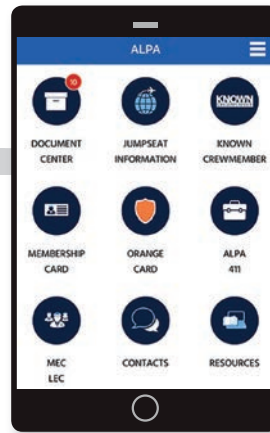 ALPA
10
KNOWN
DOCUMENT
CENTER
JUMPSEAT
INFORMATION
KNOWN
CREWMEMBER
MEMBERSHIP
CARD
ORANGE
CARD
ALPA
411
MEC
LEC
CONTACTS
RESOURCES